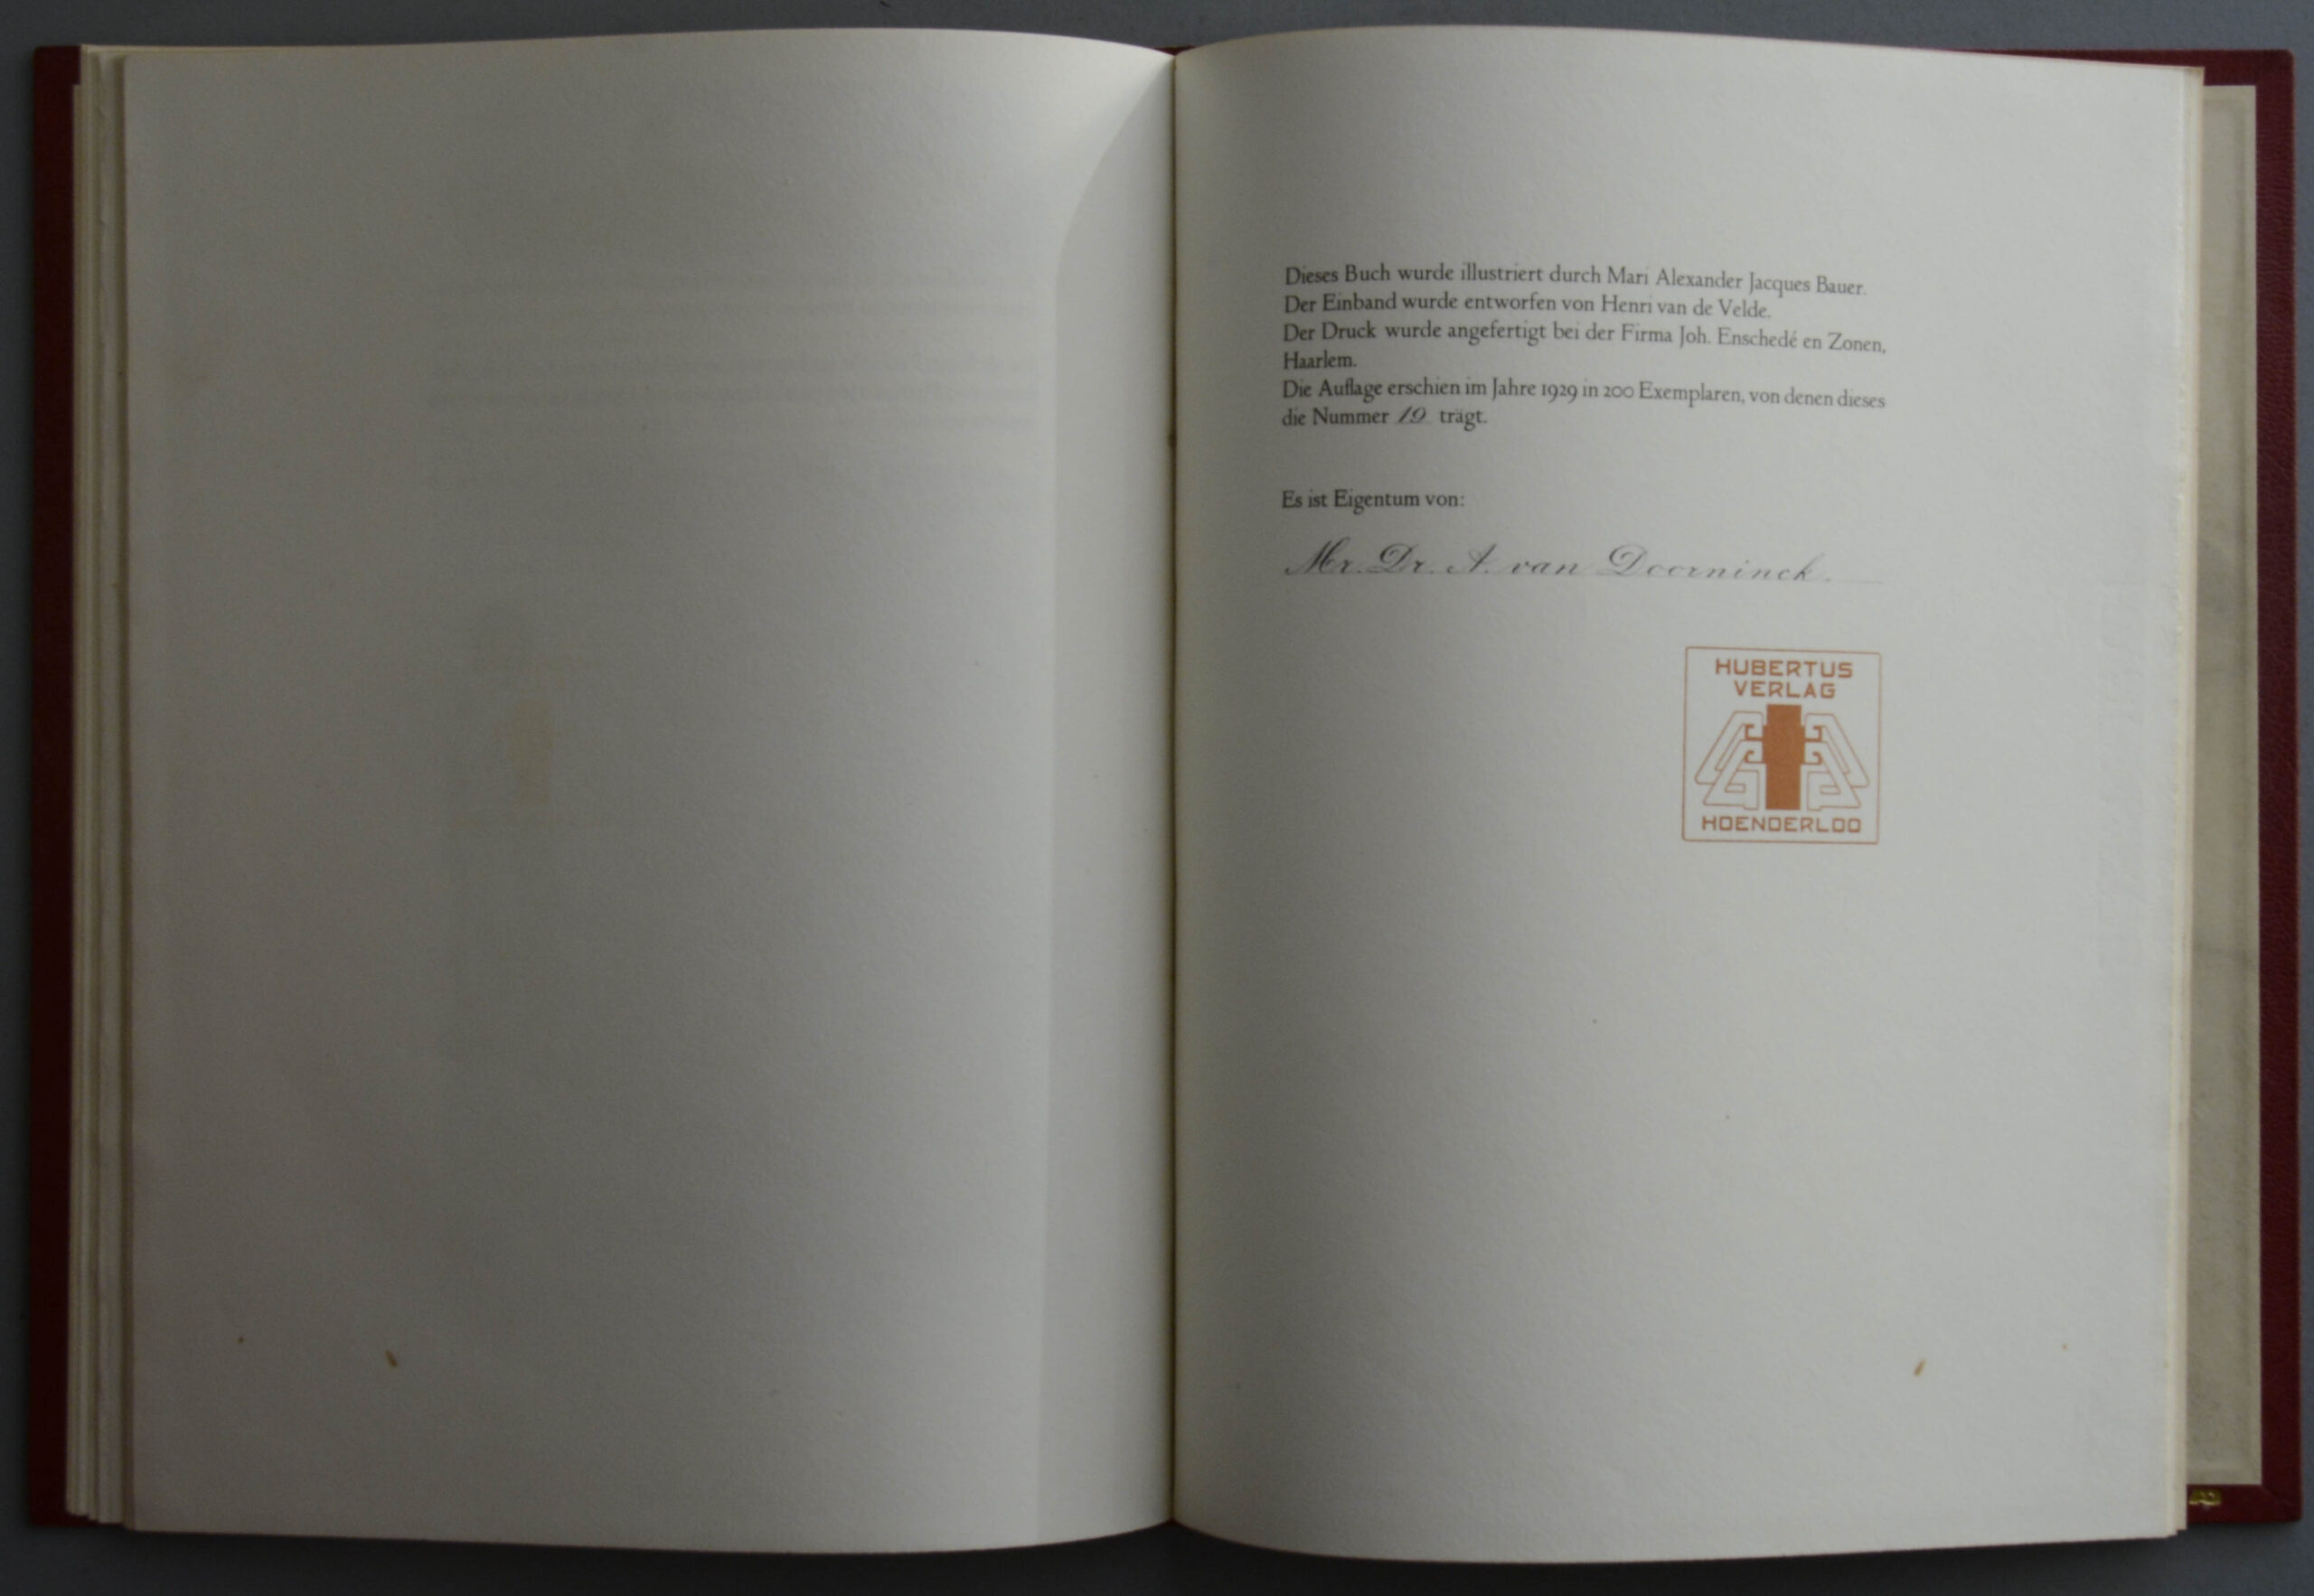 Dieses Buch wurde illustriert durch Mari Alexander Jacques Bauer.
Der Einband wurde entworfen von Henri van de Velde.
Der Druck wurde angefertigt bei der Firma Joh. Enschedé en Zonen,
Haarlem.
Die Auflage erschien im Jahre 1929 in 200 Exemplaren, von denen dieses
die Nummer 19 trägt.
Es ist Eigentum von:
Mr. Dr. A. van Doorninck.
HUBERTUS
VERLAG
HOENDERLOO